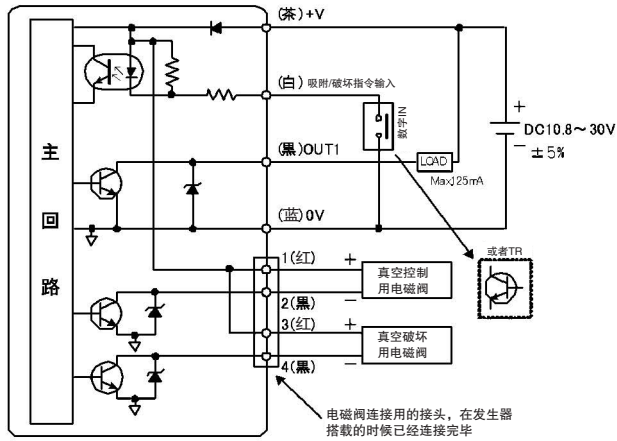 (茶)+V
(白) 吸附/破坏指令输入
数字IN
+
DC10.8～30V
－
±5%
主回路
(黒)OUT1
LOAD
Max125mA
(蓝)0V
或者TR
1(红)
+
真空控制
用电磁阀
2(黒)
－
3(红)
+
真空破坏
用电磁阀
4(黒)
－
电磁阀连接用的接头，在发生器
搭载的时候已经连接完毕